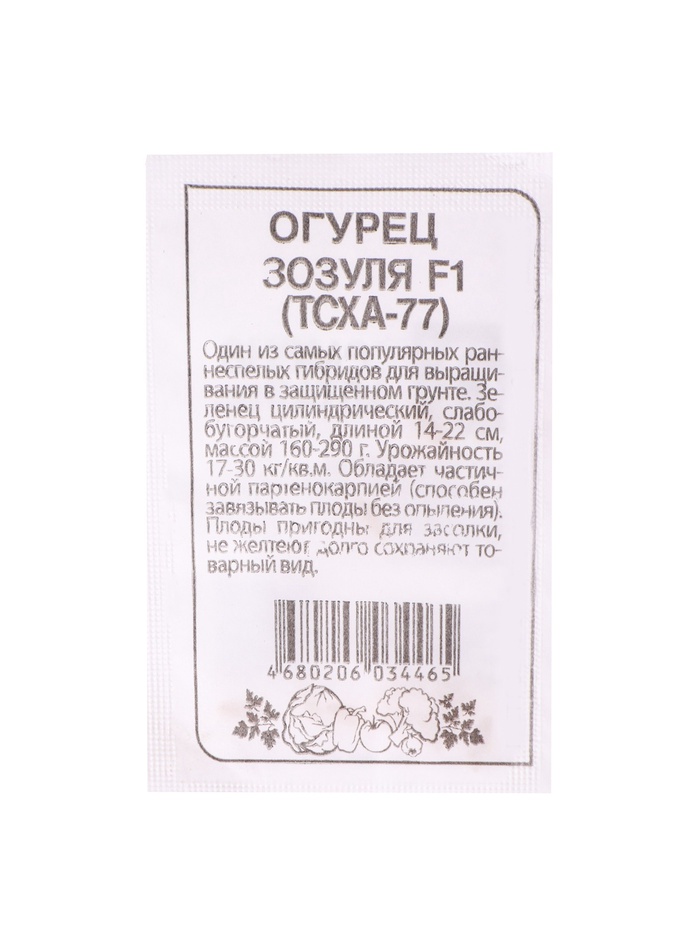 ОГУРЕЦ
ЗОЗУЛЯ F1
(ТСХА-77)
Один из самых популярных ран-
неспелых гибридов для выращи-
вания в защищенном грунте. Зе-
ленец цилиндрический, слабо-
бугорчатый, длиной 14-22 см,
массой 160-290 г. Урожайность
17-30 кг/кв.м. Обладает частич-
ной партенокарпией (способен
завязывать плоды без опыления).
Плоды пригодны для засолки,
не желтеют, долго сохраняют то-
варный вид.
4 680206 034465